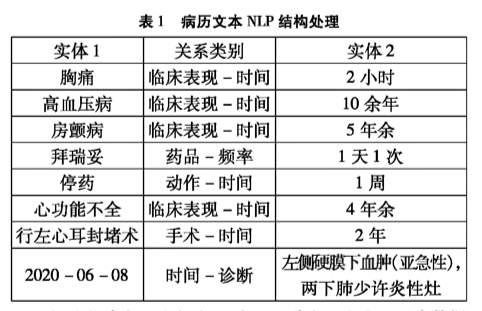 表1 病历文本 NLP 结构处理
实体1 关系类别 实体2
胸痛 临床表现－时间 2小时
高血压病 临床表现－时间 10余年
房颤病 临床表现－时间 5年余
拜瑞妥 药品－频率 1天1次
停药 动作－时间 1周
心功能不全 临床表现－时间 4年余
行左心耳封堵术 手术－时间 2年
2020－06－08 时间－诊断 左侧硬膜下血肿(亚急性),
两下肺少许炎性灶